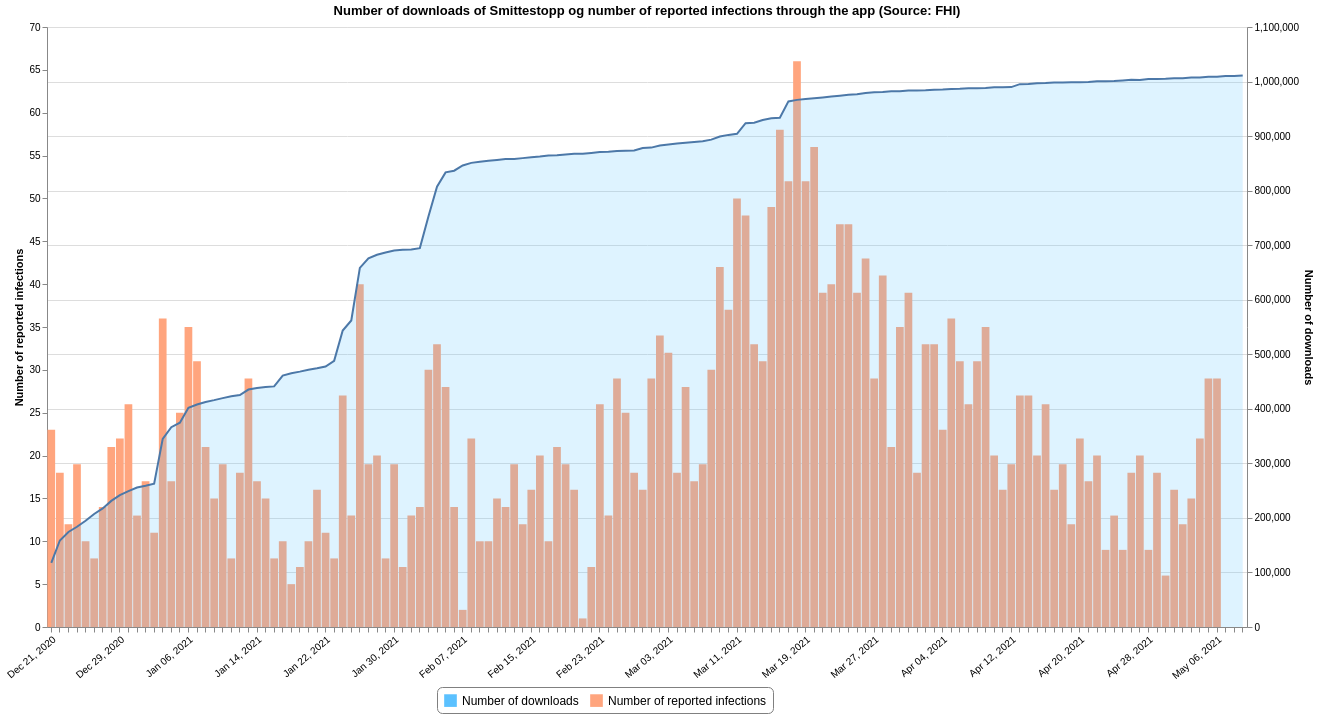 Number of downloads of Smittestopp og number of reported infections through the app (Source: FHI)
70
65
60
55
50
45
40
35
30
25
20
15
10
5
0
Number of reported infections
1,100,000
1,000,000
900,000
800,000
700,000
600,000
500,000
400,000
300,000
200,000
100,000
0
Number of downloads
Dec 21, 2020
Dec 29, 2020
Jan 06, 2021
Jan 14, 2021
Jan 22, 2021
Jan 30, 2021
Feb 07, 2021
Feb 15, 2021
Feb 23, 2021
Mar 03, 2021
Mar 11, 2021
Mar 19, 2021
Mar 27, 2021
Apr 04, 2021
Apr 12, 2021
Apr 20, 2021
Apr 28, 2021
May 06, 2021
Number of downloads
Number of reported infections